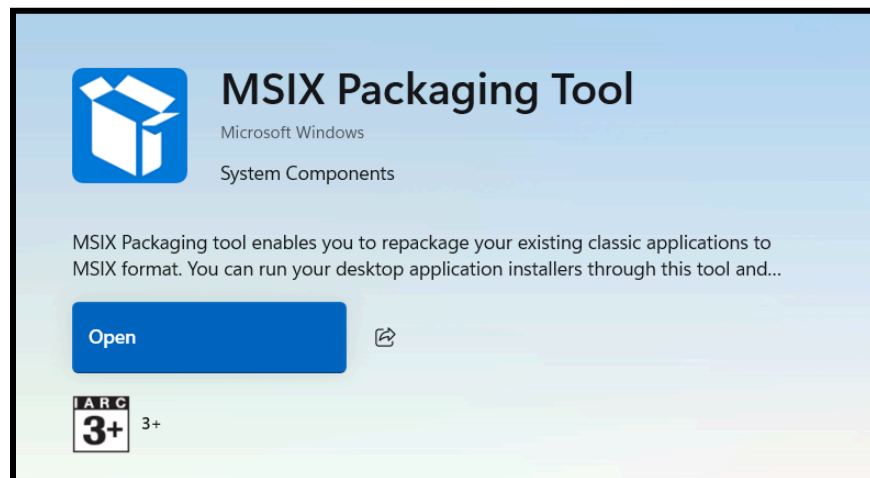 MSIX Packaging Tool
Microsoft Windows
System Components
MSIX Packaging tool enables you to repackage your existing classic applications to
MSIX format. You can run your desktop application installers through this tool and...
Open
IARC
3+
3+